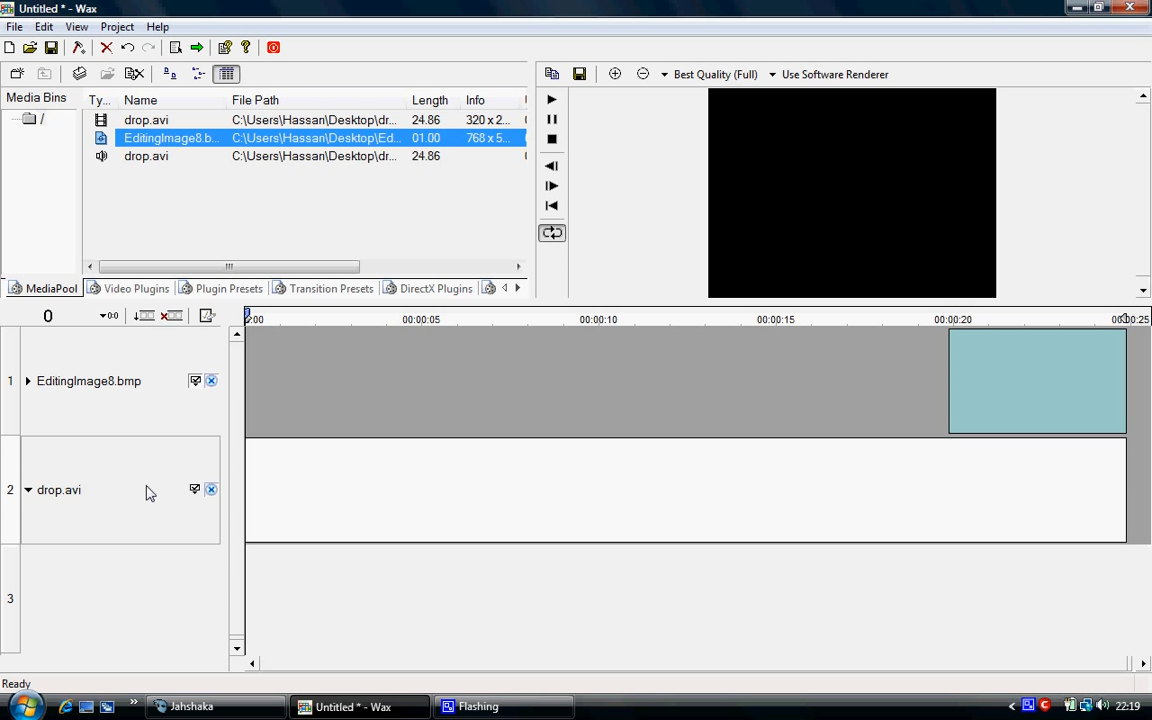 Untitled * - Wax
File Edit View Project Help
Best Quality (Full) Use Software Renderer
Media Bins
/
Ty... Name File Path Length Info
drop.avi C:\Users\Hassan\Desktop\dr... 24.86 320 x 2...
EditingImage8.b... C:\Users\Hassan\Desktop\Ed... 01.00 768 x 5...
drop.avi C:\Users\Hassan\Desktop\dr... 24.86
MediaPool Video Plugins Plugin Presets Transition Presets DirectX Plugins
0 0:0 :00 00:00:05 00:00:10 00:00:15 00:00:20 00:00:25
1 EditingImage8.bmp
2 drop.avi
3
Ready
Jahshaka Untitled * - Wax Flashing 22:19